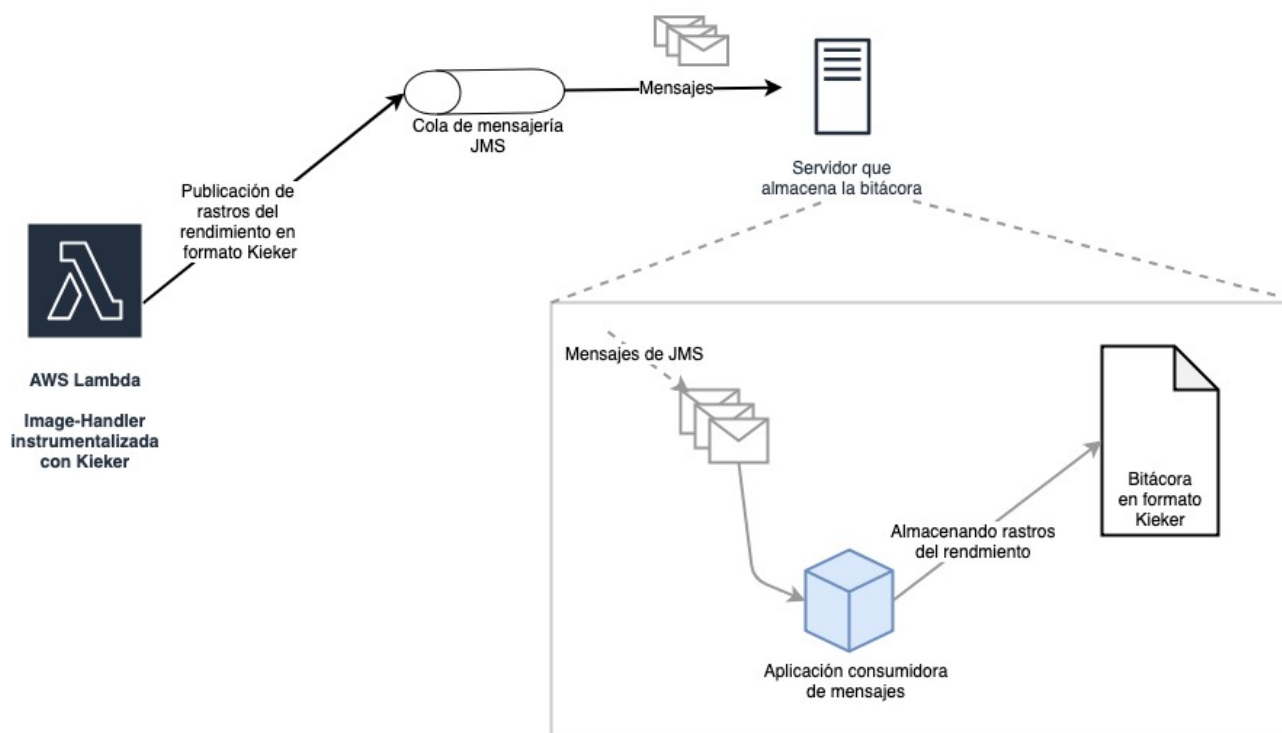 Mensajes
Cola de mensajería
JMS
Servidor que
almacena la bitácora
Publicación de
rastros del
rendimiento en
formato Kieker
AWS Lambda
Image-Handler
instrumentalizada
con Kieker
Mensajes de JMS
Bitácora
en formato
Kieker
Almacenando rastros
del rendmiento
Aplicación consumidora
de mensajes